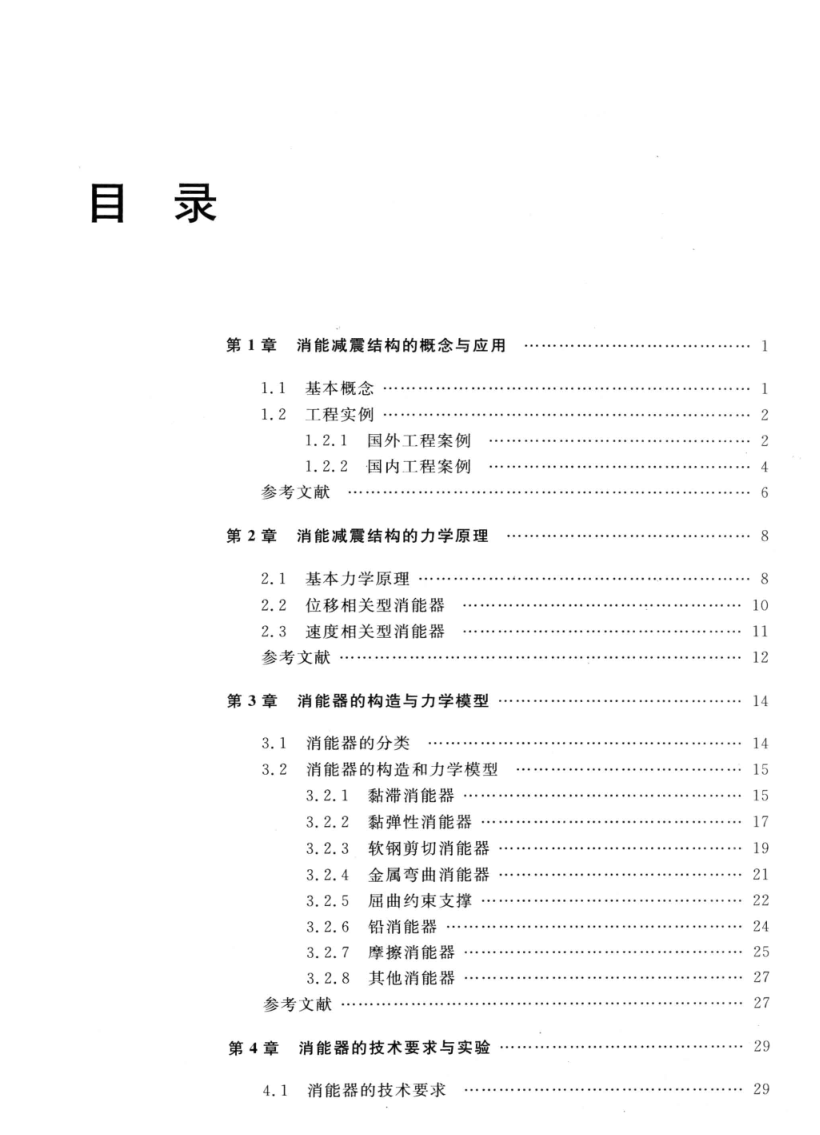 目 录
第 1 章 消能减震结构的概念与应用 …………………………………… 1
1.1 基本概念 …………………………………………………………… 1
1.2 工程实例 …………………………………………………………… 2
1.2.1 国外工程案例 ………………………………………… 2
1.2.2 国内工程案例 ………………………………………… 4
参考文献 ………………………………………………………………… 6
第 2 章 消能减震结构的力学原理 ……………………………………… 8
2.1 基本力学原理 ……………………………………………………… 8
2.2 位移相关型消能器 ……………………………………………… 10
2.3 速度相关型消能器 ……………………………………………… 11
参考文献 ………………………………………………………………… 12
第 3 章 消能器的构造与力学模型 ……………………………………… 14
3.1 消能器的分类 …………………………………………………… 14
3.2 消能器的构造和力学模型 ……………………………………… 15
3.2.1 黏滞消能器 ……………………………………………… 15
3.2.2 黏弹性消能器 …………………………………………… 17
3.2.3 软钢剪切消能器 ………………………………………… 19
3.2.4 金属弯曲消能器 ………………………………………… 21
3.2.5 屈曲约束支撑 …………………………………………… 22
3.2.6 铅消能器 ………………………………………………… 24
3.2.7 摩擦消能器 ……………………………………………… 25
3.2.8 其他消能器 ……………………………………………… 27
参考文献 ………………………………………………………………… 27
第 4 章 消能器的技术要求与实验 ……………………………………… 29
4.1 消能器的技术要求 ……………………………………………… 29